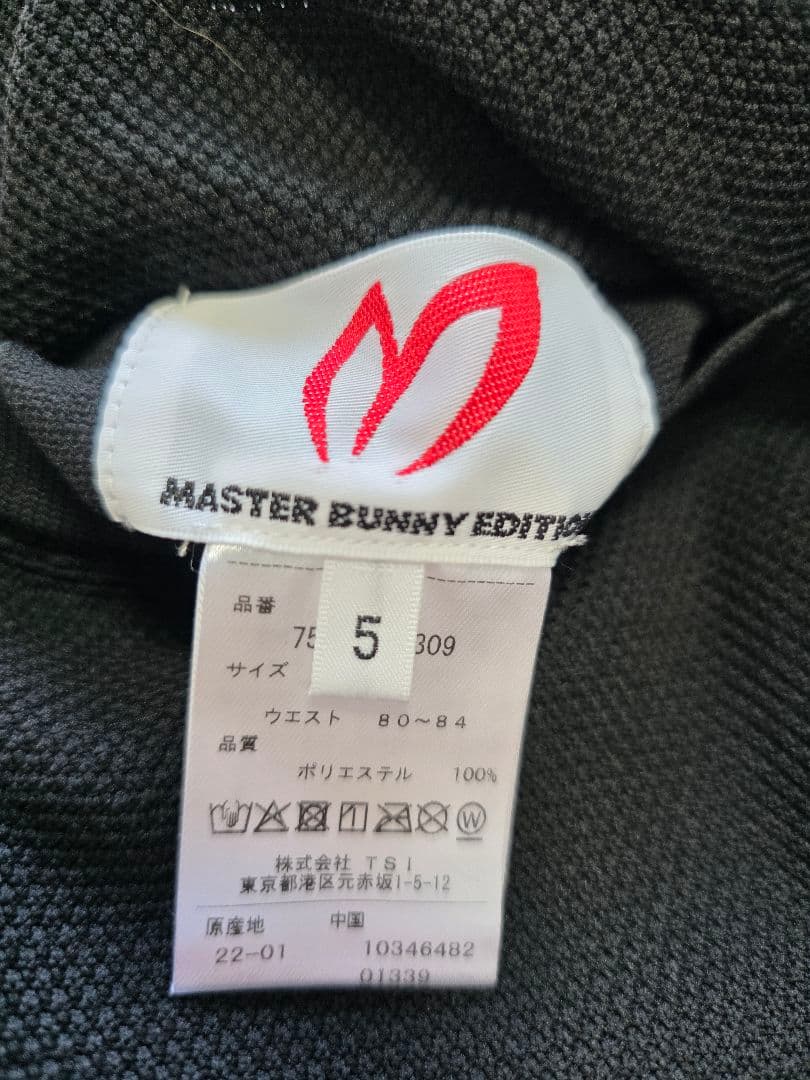 MASTER BUNNY EDITION
5
品番
75 309
サイズ
ウエスト 80~84
品質
ポリエステル 100%
W
株式会社 TSI
東京都港区元赤坂1-5-12
原産地 中国
22-01 10346482
01339